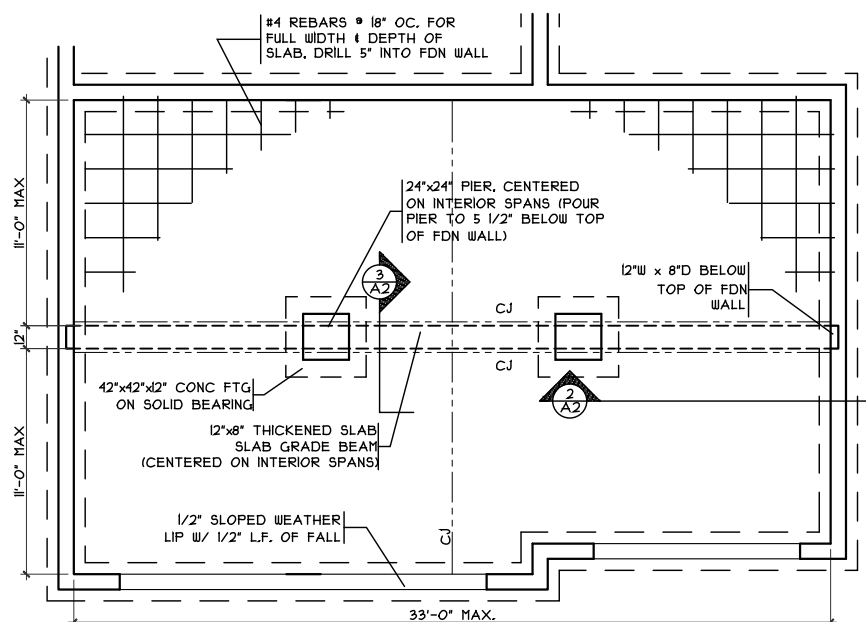 #4 REBARS @ 18" OC. FOR
FULL WIDTH & DEPTH OF
SLAB, DRILL 5" INTO FDN WALL
24"x24" PIER, CENTERED
ON INTERIOR SPANS (POUR
PIER TO 5 1/2" BELOW TOP
OF FDN WALL)
11'-0" MAX
12"W x 8"D BELOW
TOP OF FDN
WALL
3
A2
CJ
12"
CJ
42"x42"x12" CONC FTG
ON SOLID BEARING
2
A2
12"x8" THICKENED SLAB
SLAB GRADE BEAM
(CENTERED ON INTERIOR SPANS)
11'-0" MAX
1/2" SLOPED WEATHER
LIP W/ 1/2" L.F. OF FALL
CJ
33'-0" MAX.